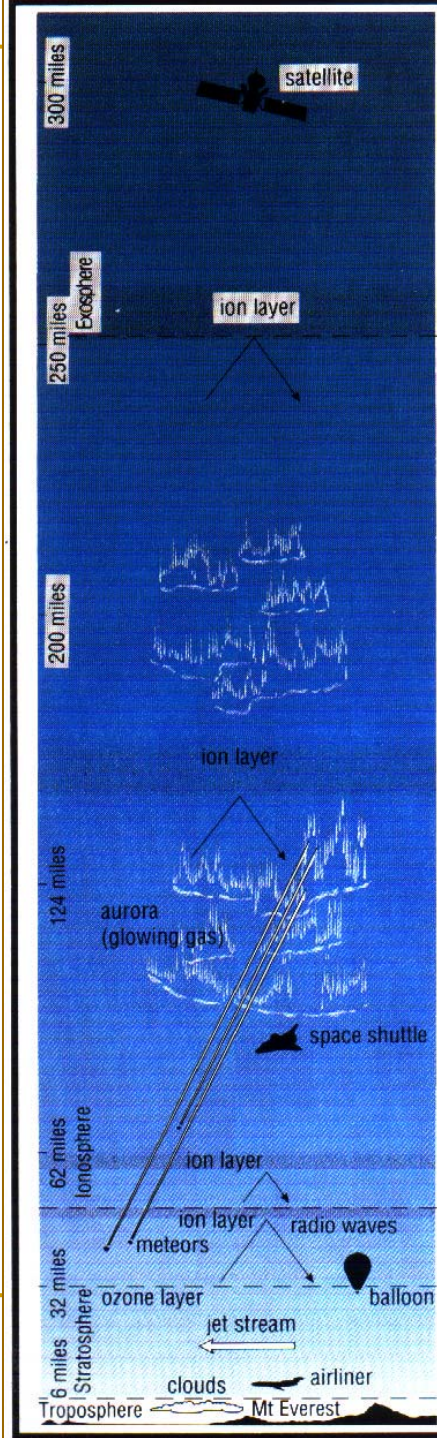 300 miles
satellite
Exosphere
250 miles
ion layer
200 miles
ion layer
124 miles
aurora
(glowing gas)
space shuttle
62 miles
Ionosphere
ion layer
ion layer
radio waves
meteors
32 miles
ozone layer
balloon
Stratosphere
jet stream
6 miles
airliner
clouds
Troposphere
Mt Everest